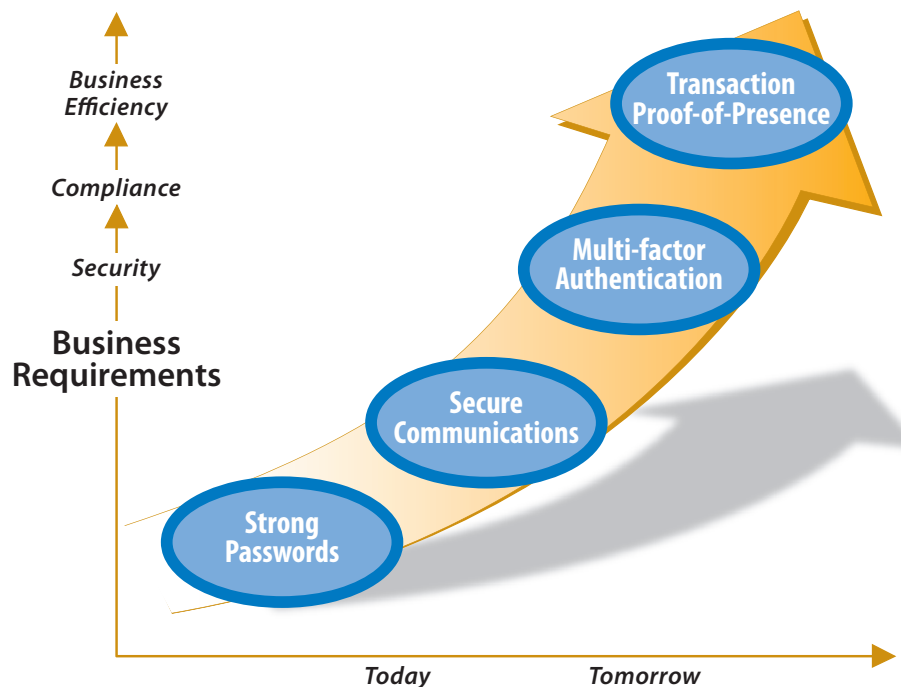 Business
Efficiency
Compliance
Security
Business
Requirements
Transaction
Proof-of-Presence
Multi-factor
Authentication
Secure
Communications
Strong
Passwords
Today
Tomorrow